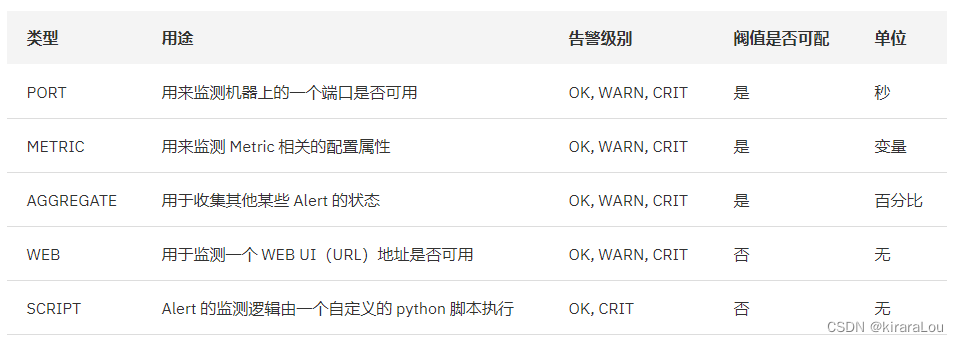 类型 用途 告警级别 阀值是否可配 单位
PORT 用来监测机器上的一个端口是否可用 OK, WARN, CRIT 是 秒
METRIC 用来监测 Metric 相关的配置属性 OK, WARN, CRIT 是 变量
AGGREGATE 用于收集其他某些 Alert 的状态 OK, WARN, CRIT 是 百分比
WEB 用于监测一个 WEB UI（URL）地址是否可用 OK, WARN, CRIT 否 无
SCRIPT Alert 的监测逻辑由一个自定义的 python 脚本执行 OK, CRIT 否 无
CSDN @kiraraLou